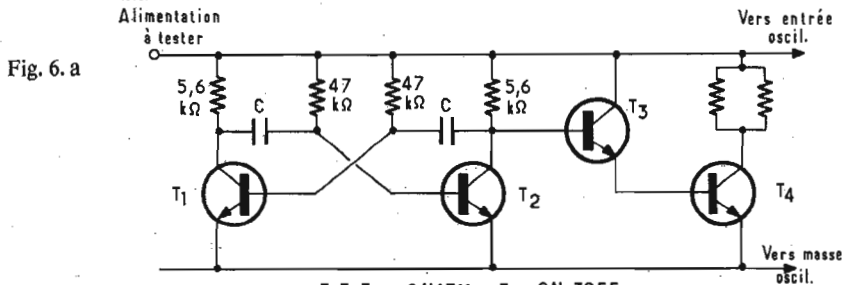 Alimentation
à tester
Vers entrée
oscil.
Fig. 6. a
5,6
kΩ
C
47
kΩ
47
kΩ
C
5,6
kΩ
T3
T1
T2
T4
Vers masse
oscil.